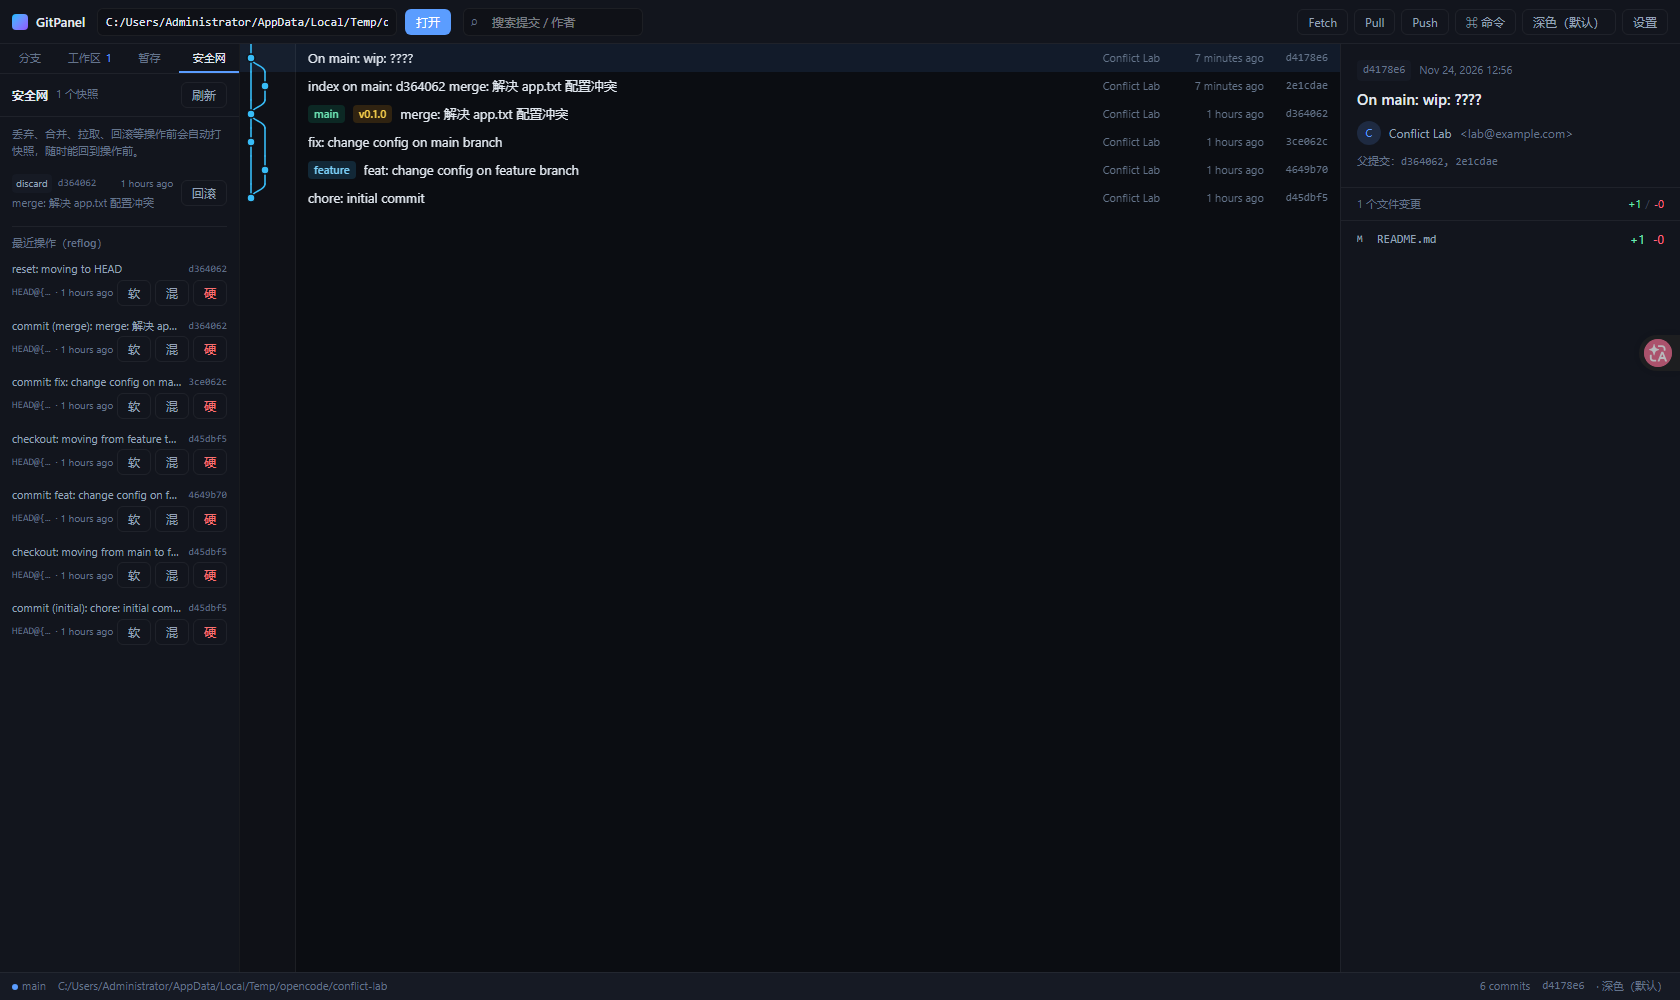 GitPanel C:/Users/Administrator/AppData/Local/Temp/c 打开 搜索提交 / 作者 Fetch Pull Push ⌘ 命令 深色（默认） 设置
分支 工作区 1 暂存 安全网
安全网 1 个快照 刷新
丢弃、合并、拉取、回滚等操作前会自动打
快照，随时能回到操作前。
discard d364062 1 hours ago 回滚
merge: 解决 app.txt 配置冲突
最近操作（reflog）
reset: moving to HEAD d364062
HEAD@{… · 1 hours ago 软 混 硬
commit (merge): merge: 解决 ap... d364062
HEAD@{… · 1 hours ago 软 混 硬
commit: fix: change config on ma... 3ce062c
HEAD@{… · 1 hours ago 软 混 硬
checkout: moving from feature t... d45dbf5
HEAD@{… · 1 hours ago 软 混 硬
commit: feat: change config on f... 4649b70
HEAD@{… · 1 hours ago 软 混 硬
checkout: moving from main to f... d45dbf5
HEAD@{… · 1 hours ago 软 混 硬
commit (initial): chore: initial com... d45dbf5
HEAD@{… · 1 hours ago 软 混 硬
On main: wip: ???? Conflict Lab 7 minutes ago d4178e6
index on main: d364062 merge: 解决 app.txt 配置冲突 Conflict Lab 7 minutes ago 2e1cdae
main v0.1.0 merge: 解决 app.txt 配置冲突 Conflict Lab 1 hours ago d364062
fix: change config on main branch Conflict Lab 1 hours ago 3ce062c
feature feat: change config on feature branch Conflict Lab 1 hours ago 4649b70
chore: initial commit Conflict Lab 1 hours ago d45dbf5
d4178e6 Nov 24, 2026 12:56
On main: wip: ????
C Conflict Lab <lab@example.com>
父提交：d364062, 2e1cdae
1 个文件变更 +1 / -0
M README.md +1 -0
main C:/Users/Administrator/AppData/Local/Temp/opencode/conflict-lab 6 commits d4178e6 · 深色（默认）